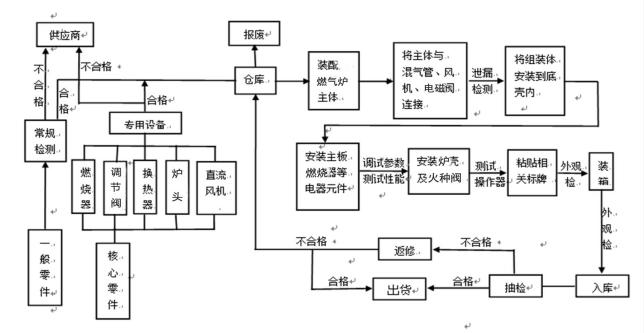 供应商
报废
不合格
不合格
合格
合格
仓库
装配
燃气炉
主体
将主体与
混气管、风
机、电磁阀
连接
泄漏
检测
将组装体
安装到底
壳内
常规
检测
专用设备
燃烧器
调节阀
换热器
炉头
直流
风机
安装主板
燃烧器等
电器元件
调试参数
测试性能
安装炉壳
及火种阀
测试
操作器
粘贴相
关标牌
外观
检
装箱
外观检
一般零件
核心零件
不合格
返修
不合格
合格
出货
合格
抽检
入库